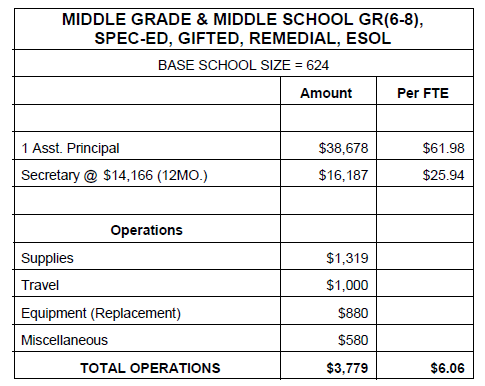 MIDDLE GRADE & MIDDLE SCHOOL GR(6-8),
SPEC-ED, GIFTED, REMEDIAL, ESOL
BASE SCHOOL SIZE = 624
Amount Per FTE
1 Asst. Principal $38,678 $61.98
Secretary @ $14,166 (12MO.) $16,187 $25.94
Operations
Supplies $1,319
Travel $1,000
Equipment (Replacement) $880
Miscellaneous $580
TOTAL OPERATIONS $3,779 $6.06